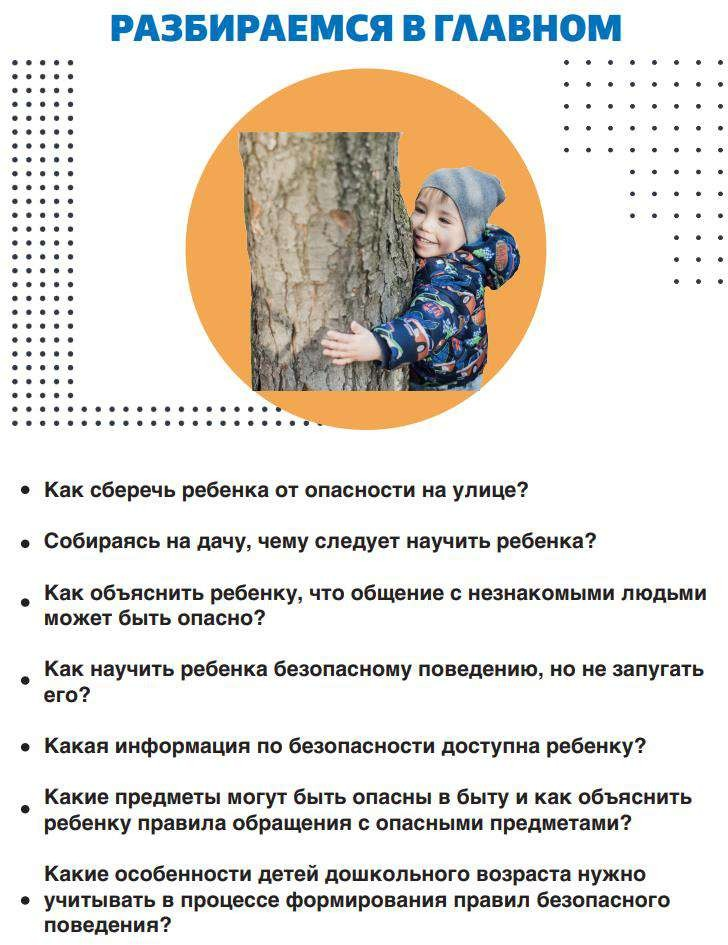 РАЗБИРАЕМСЯ В ГЛАВНОМ
• Как сберечь ребенка от опасности на улице?
• Собираясь на дачу, чему следует научить ребенка?
• Как объяснить ребенку, что общение с незнакомыми людьми
может быть опасно?
• Как научить ребенка безопасному поведению, но не запугать
его?
• Какая информация по безопасности доступна ребенку?
• Какие предметы могут быть опасны в быту и как объяснить
ребенку правила обращения с опасными предметами?
Какие особенности детей дошкольного возраста нужно
• учитывать в процессе формирования правил безопасного
поведения?